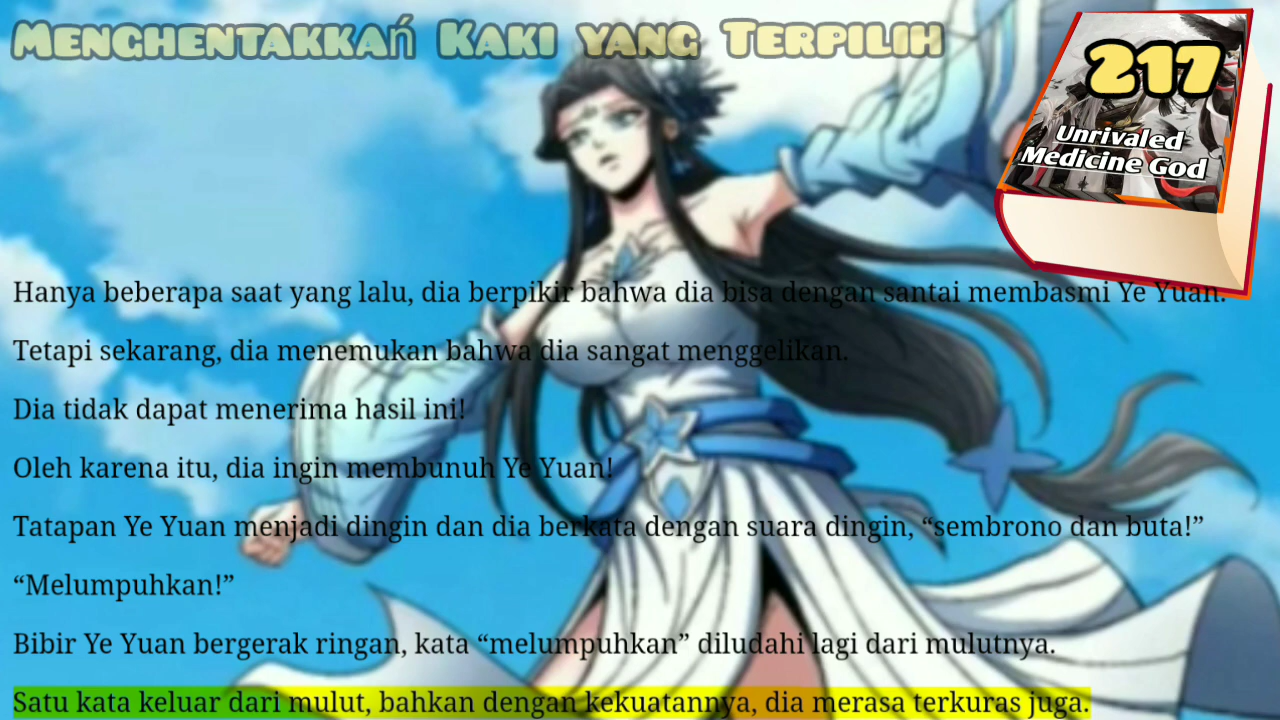 Menghentakkań Kaki yang Terpilih
217
Unrivaled
Medicine God
Hanya beberapa saat yang lalu, dia berpikir bahwa dia bisa dengan santai membasmi Ye Yuan.
Tetapi sekarang, dia menemukan bahwa dia sangat menggelikan.
Dia tidak dapat menerima hasil ini!
Oleh karena itu, dia ingin membunuh Ye Yuan!
Tatapan Ye Yuan menjadi dingin dan dia berkata dengan suara dingin, “sembrono dan buta!”
“Melumpuhkan!”
Bibir Ye Yuan bergerak ringan, kata “melumpuhkan” diludahi lagi dari mulutnya.
Satu kata keluar dari mulut, bahkan dengan kekuatannya, dia merasa terkuras juga.